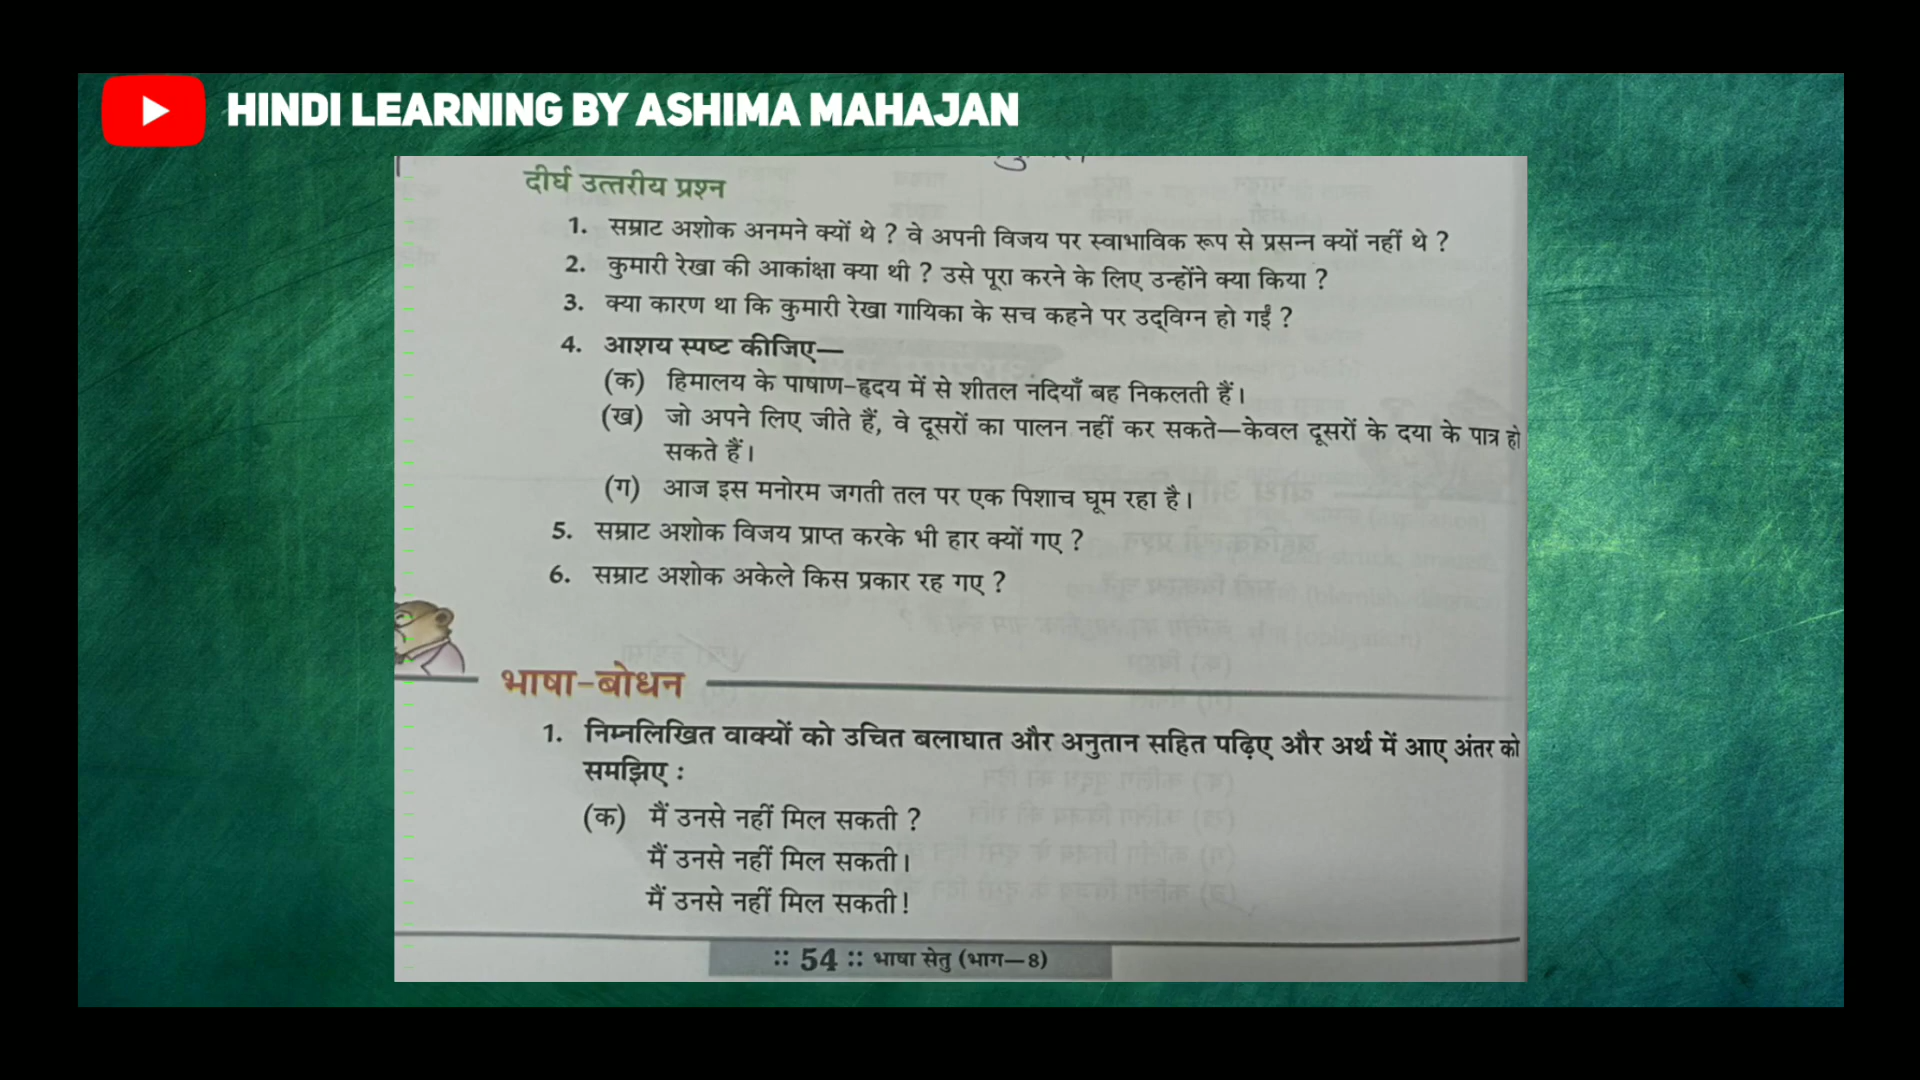 HINDI LEARNING BY ASHIMA MAHAJAN
दीर्घ उत्तरीय प्रश्न
1. सम्राट अशोक अनमने क्यों थे ? वे अपनी विजय पर स्वाभाविक रूप से प्रसन्न क्यों नहीं थे ?
2. कुमारी रेखा की आकांक्षा क्या थी ? उसे पूरा करने के लिए उन्होंने क्या किया ?
3. क्या कारण था कि कुमारी रेखा गायिका के सच कहने पर उद्‌विग्न हो गईं ?
4. आशय स्पष्ट कीजिए—
(क) हिमालय के पाषाण-हृदय में से शीतल नदियाँ बह निकलती हैं।
(ख) जो अपने लिए जीते हैं, वे दूसरों का पालन नहीं कर सकते—केवल दूसरों के दया के पात्र हो
सकते हैं।
(ग) आज इस मनोरम जगती तल पर एक पिशाच घूम रहा है।
5. सम्राट अशोक विजय प्राप्त करके भी हार क्यों गए ?
6. सम्राट अशोक अकेले किस प्रकार रह गए ?
भाषा-बोधन
1. निम्नलिखित वाक्यों को उचित बलाघात और अनुतान सहित पढ़िए और अर्थ में आए अंतर को
समझिए :
(क) मैं उनसे नहीं मिल सकती ?
मैं उनसे नहीं मिल सकती।
मैं उनसे नहीं मिल सकती!
:: 54 :: भाषा सेतु (भाग—8)